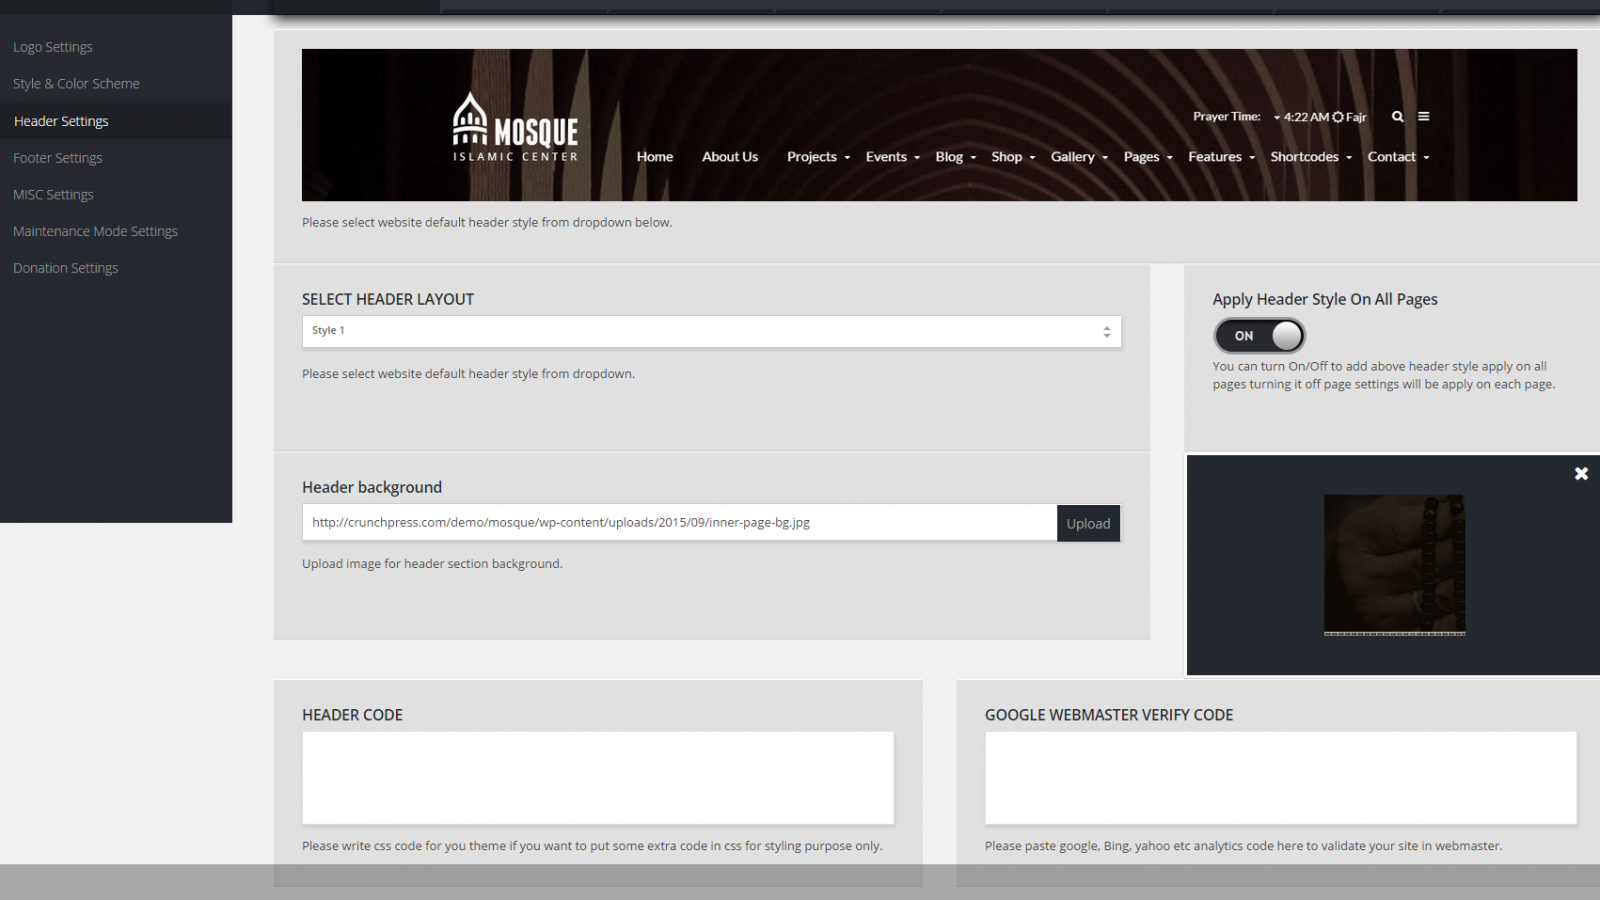 Logo Settings
Style & Color Scheme
Header Settings
Footer Settings
MISC Settings
Maintenance Mode Settings
Donation Settings
MOSQUE
ISLAMIC CENTER
Prayer Time: 4:22 AM Fajr
Home About Us Projects Events Blog Shop Gallery Pages Features Shortcodes Contact
Please select website default header style from dropdown below.
SELECT HEADER LAYOUT
Style 1
Please select website default header style from dropdown.
Apply Header Style On All Pages
ON
You can turn On/Off to add above header style apply on all
pages turning it off page settings will be apply on each page.
Header background
http://crunchpress.com/demo/mosque/wp-content/uploads/2015/09/inner-page-bg.jpg
Upload
Upload image for header section background.
HEADER CODE
Please write css code for you theme if you want to put some extra code in css for styling purpose only.
GOOGLE WEBMASTER VERIFY CODE
Please paste google, Bing, yahoo etc analytics code here to validate your site in webmaster.